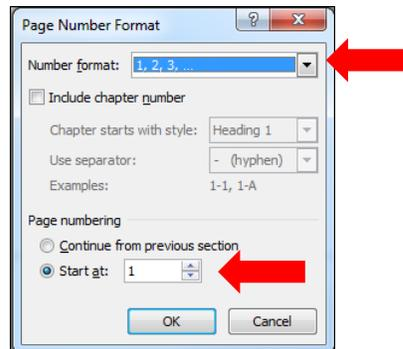 Page Number Format
Number format: 1, 2, 3, ...
Include chapter number
Chapter starts with style: Heading 1
Use separator: - (hyphen)
Examples: 1-1, 1-A
Page numbering
Continue from previous section
Start at: 1
OK Cancel